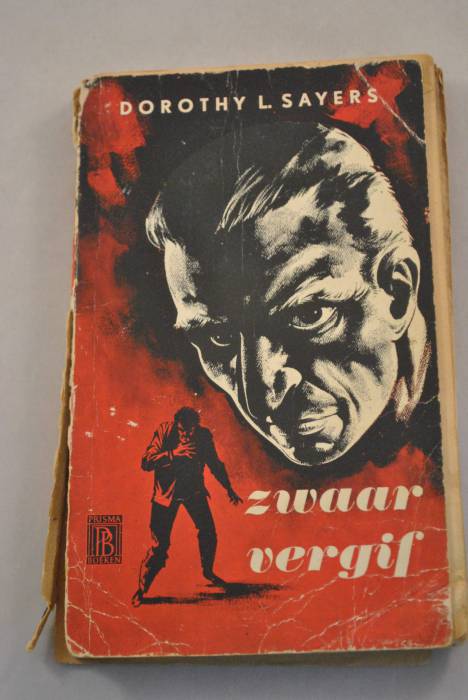 DOROTHY L. SAYERS
zwaar
vergif
PRISMA
PB
BOEKEN